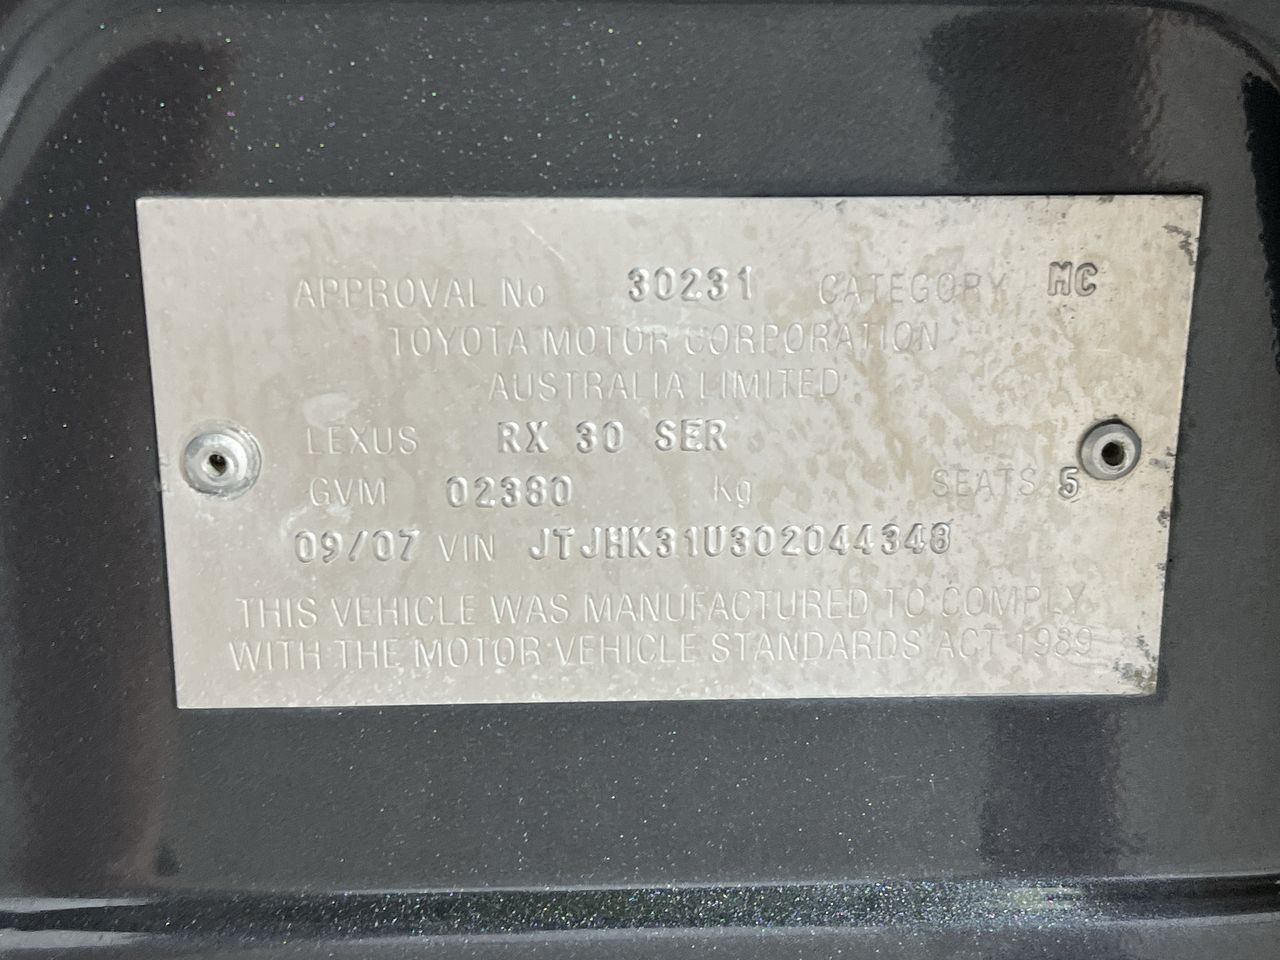 APPROVAL No 30231 CATEGORY MC
TOYOTA MOTOR CORPORATION
AUSTRALIA LIMITED
LEXUS RX 30 SER
GVM 02380 Kg SEATS 5
09/07 VIN JTJHK31U302044348
THIS VEHICLE WAS MANUFACTURED TO COMPLY
WITH THE MOTOR VEHICLE STANDARDS ACT 1989